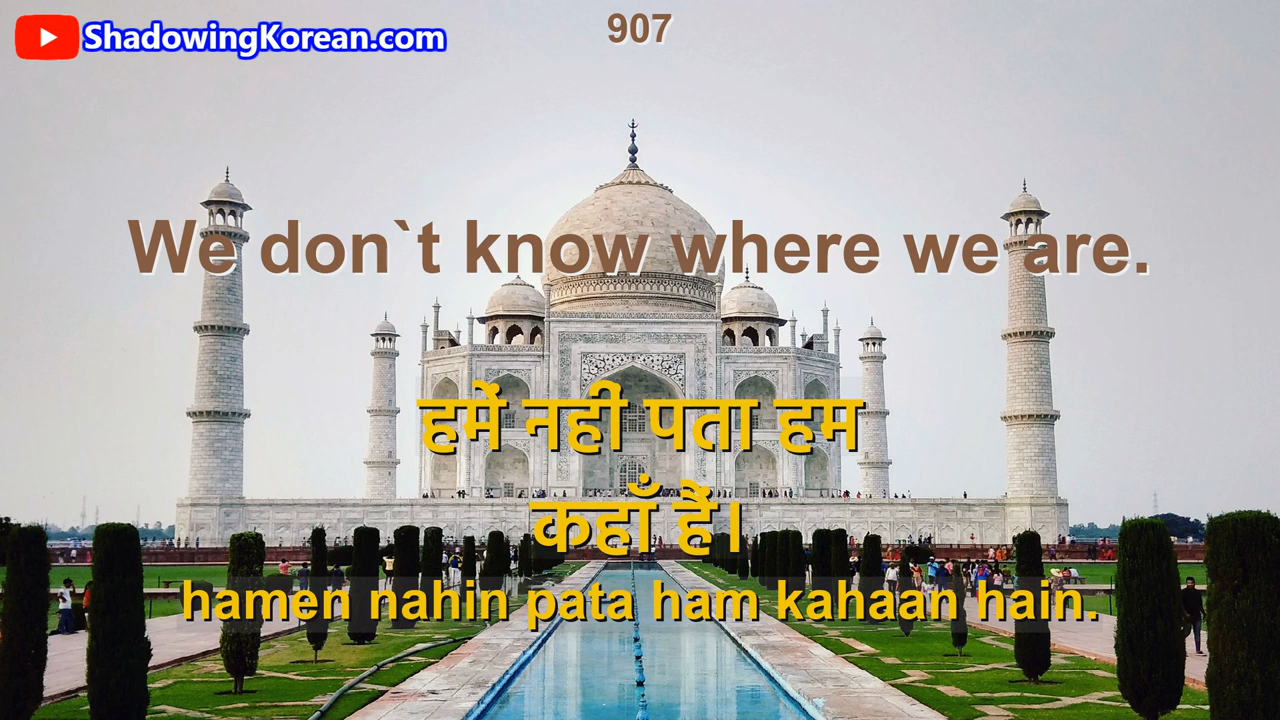 ShadowingKorean.com
907
We don`t know where we are.
हमें नहीं पता हम
कहाँ हैं।
hamen nahin pata ham kahaan hain.